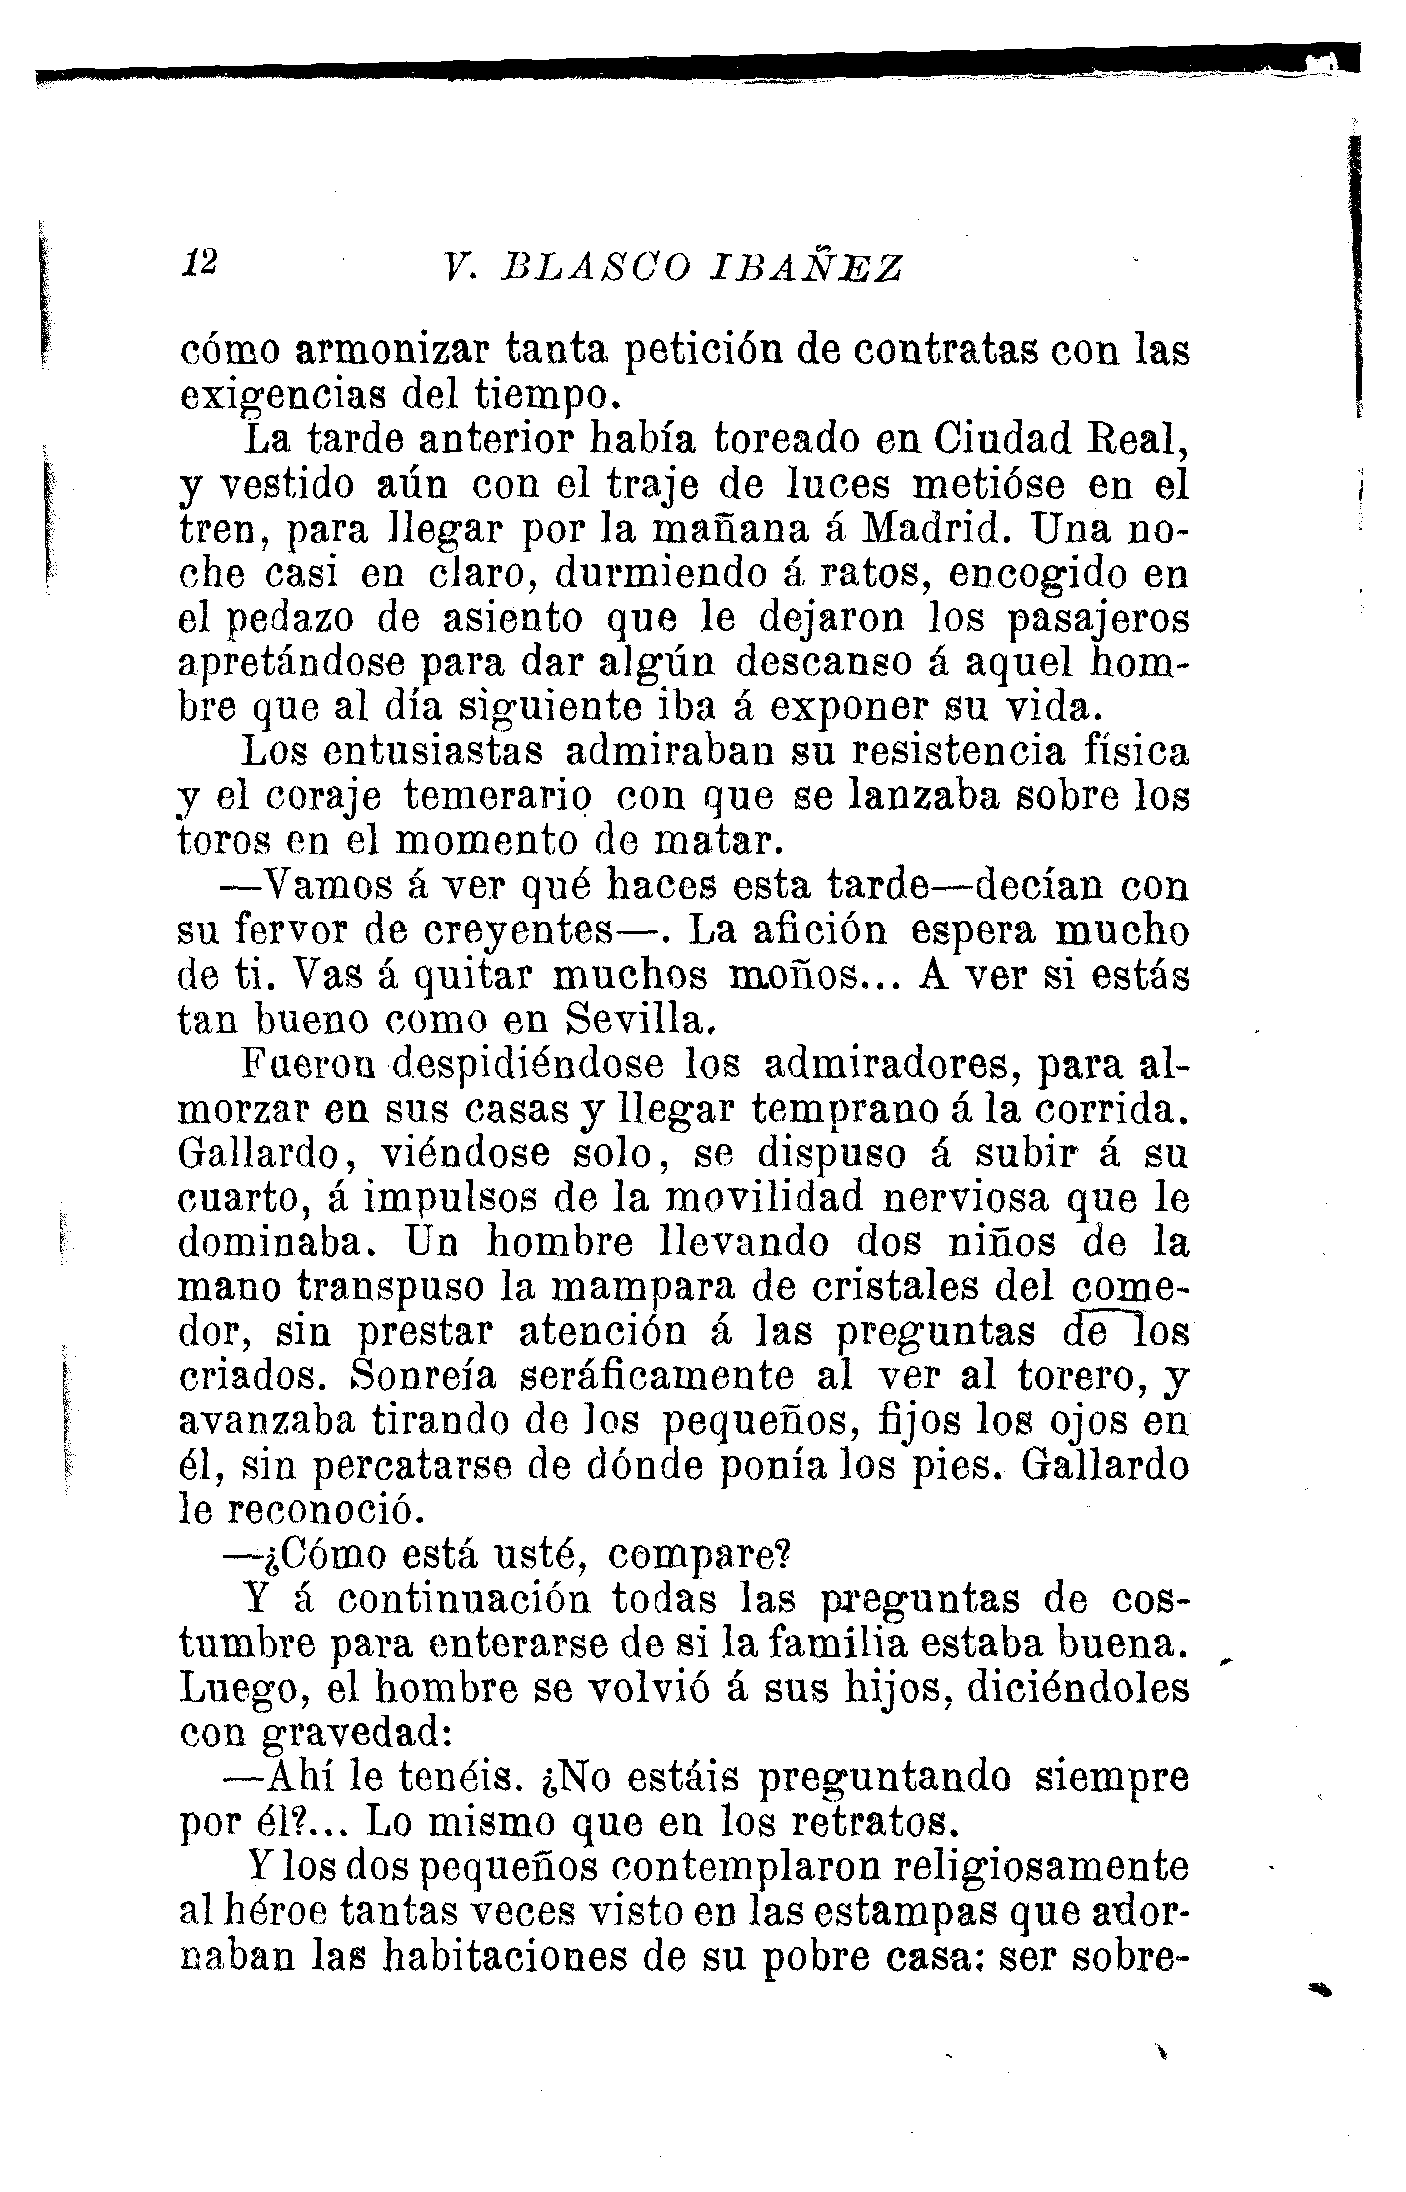 12 V. BLASCO IBAÑEZ
cómo armonizar tanta petición de contratas con las
exigencias del tiempo.
La tarde anterior había toreado en Ciudad Real,
y vestido aún con el traje de luces metióse en el
tren, para llegar por la mañana á Madrid. Una no-
che casi en claro, durmiendo á ratos, encogido en
el pedazo de asiento que le dejaron los pasajeros
apretándose para dar algún descanso á aquel hom-
bre que al día siguiente iba á exponer su vida.
Los entusiastas admiraban su resistencia física
y el coraje temerario con que se lanzaba sobre los
toros en el momento de matar.
—Vamos á ver qué haces esta tarde—decían con
su fervor de creyentes—. La afición espera mucho
de ti. Vas á quitar muchos moños... A ver si estás
tan bueno como en Sevilla.
Fueron despidiéndose los admiradores, para al-
morzar en sus casas y llegar temprano á la corrida.
Gallardo, viéndose solo, se dispuso á subir á su
cuarto, á impulsos de la movilidad nerviosa que le
dominaba. Un hombre llevando dos niños de la
mano transpuso la mampara de cristales del come-
dor, sin prestar atención á las preguntas de los
criados. Sonreía seráficamente al ver al torero, y
avanzaba tirando de los pequeños, fijos los ojos en
él, sin percatarse de dónde ponía los pies. Gallardo
le reconoció.
—¿Cómo está usté, compare?
Y á continuación todas las preguntas de cos-
tumbre para enterarse de si la familia estaba buena.
Luego, el hombre se volvió á sus hijos, diciéndoles
con gravedad:
—Ahí le tenéis. ¿No estáis preguntando siempre
por él?... Lo mismo que en los retratos.
Y los dos pequeños contemplaron religiosamente
al héroe tantas veces visto en las estampas que ador-
naban las habitaciones de su pobre casa: ser sobre-